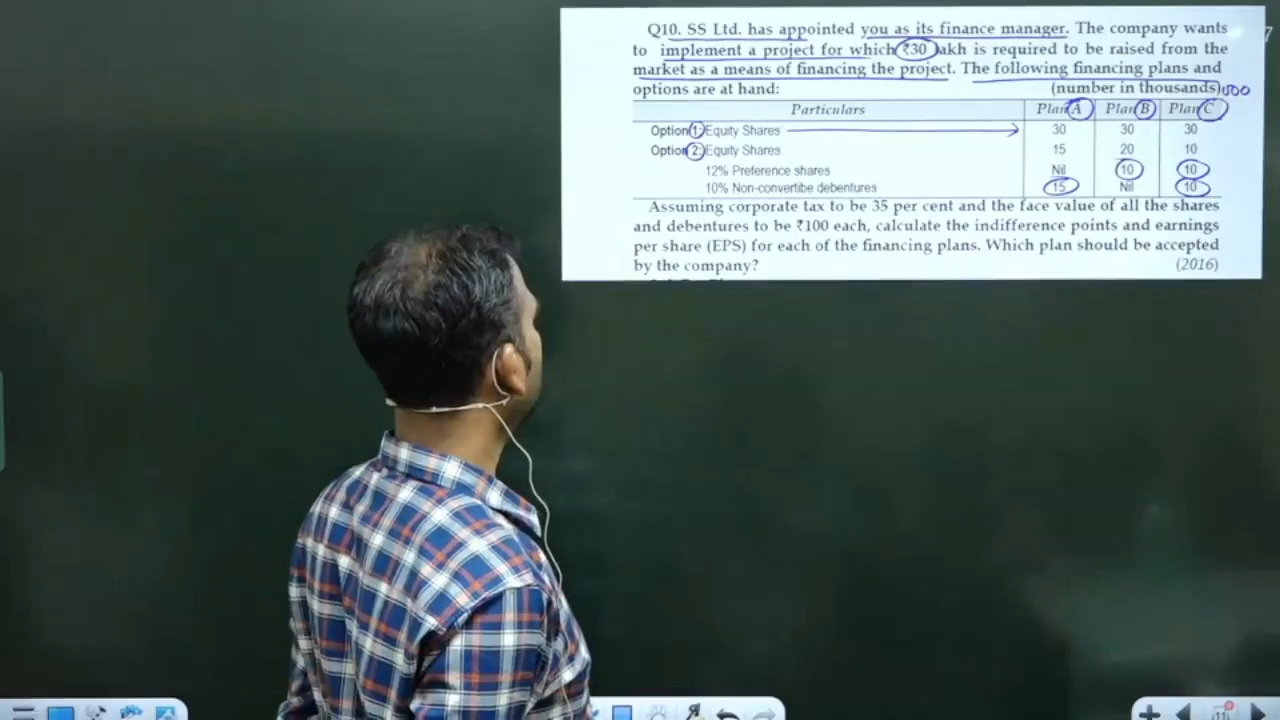 Q10. SS Ltd. has appointed you as its finance manager. The company wants
to implement a project for which ₹30 lakh is required to be raised from the
market as a means of financing the project. The following financing plans and
options are at hand: (number in thousands) 000
Particulars Plan A Plan B Plan C
Option 1: Equity Shares 30 30 30
Option 2: Equity Shares: 15 20 10
12% Preference shares Nil 10 10
10% Non-convertibe debentures 15 Nil 10
Assuming corporate tax to be 35 per cent and the face value of all the shares
and debentures to be ₹100 each, calculate the indifference points and earnings
per share (EPS) for each of the financing plans. Which plan should be accepted
by the company? (2016)